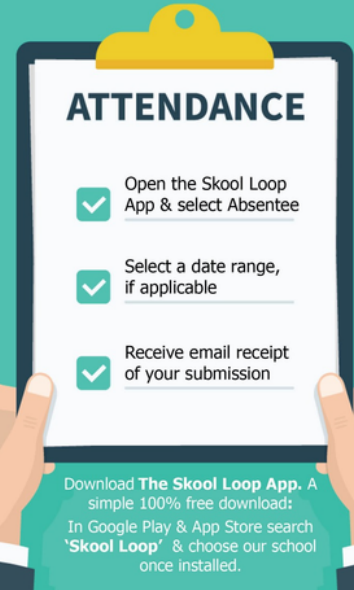 ATTENDANCE
Open the Skool Loop
App & select Absentee
Select a date range,
if applicable
Receive email receipt
of your submission
Download The Skool Loop App. A
simple 100% free download:
In Google Play & App Store search
'Skool Loop' & choose our school
once installed.